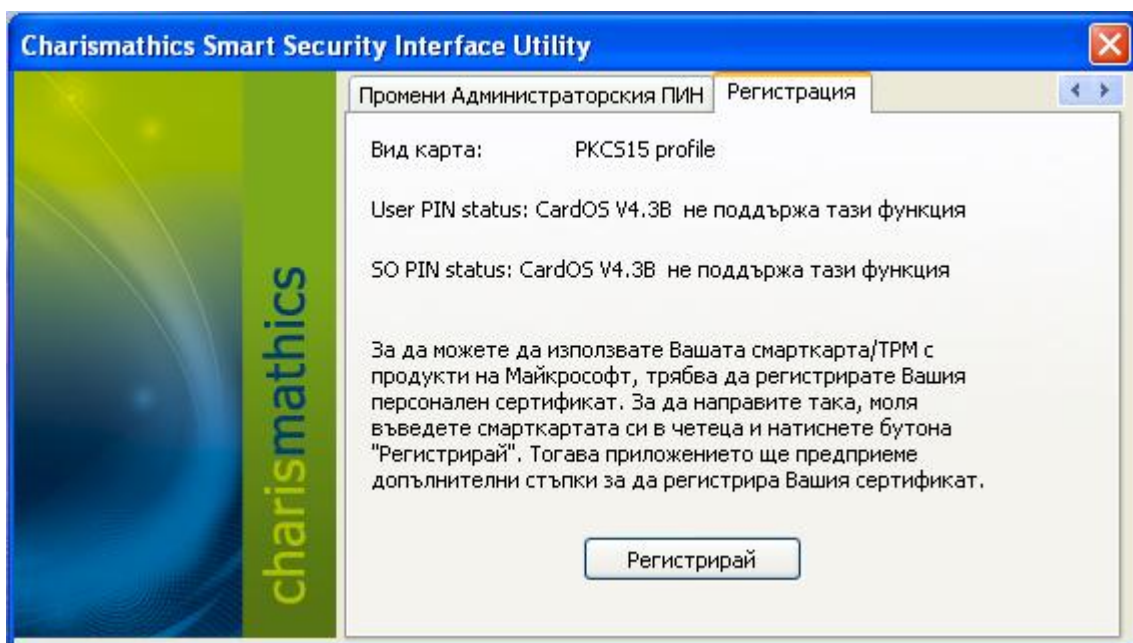 Charismathics Smart Security Interface Utility
Промени Администраторския ПИН
Регистрация
Вид карта: PKCS15 profile
User PIN status: CardOS V4.3B не поддържа тази функция
SO PIN status: CardOS V4.3B не поддържа тази функция
За да можете да използвате Вашата смарткарта/TPM с
продукти на Майкрософт, трябва да регистрирате Вашия
персонален сертификат. За да направите така, моля
въведете смарткартата си в четеца и натиснете бутона
"Регистрирай". Тогава приложението ще предприеме
допълнителни стъпки за да регистрира Вашия сертификат.
Регистрирай
charismathics